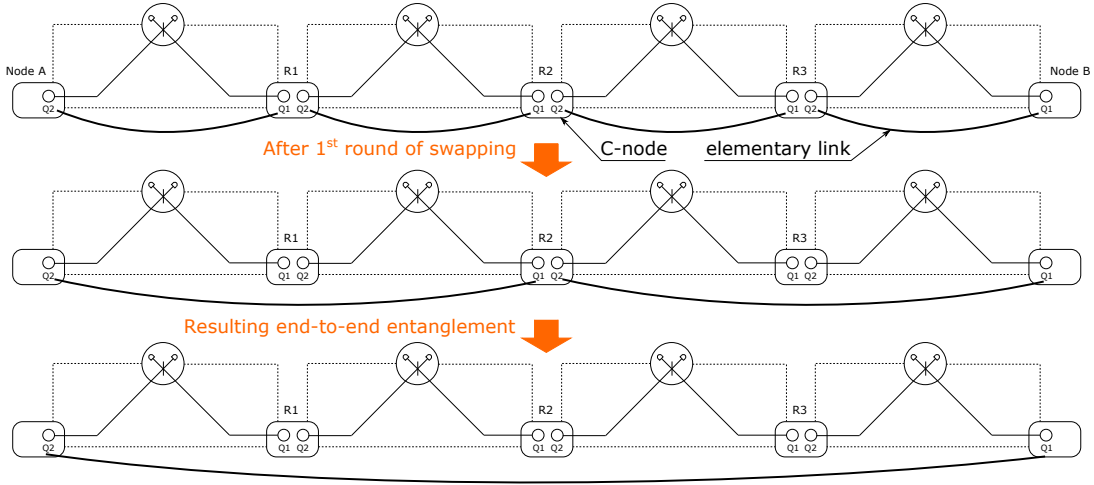 Node A R1 R2 R3 Node B
Q2 Q1 Q2 Q1 Q2 Q1 Q2 Q1
After 1st round of swapping C-node elementary link
R1 R2 R3
Q2 Q1 Q2 Q1 Q2 Q1 Q2 Q1
Resulting end-to-end entanglement
R1 R2 R3
Q2 Q1 Q2 Q1 Q2 Q1 Q2 Q1